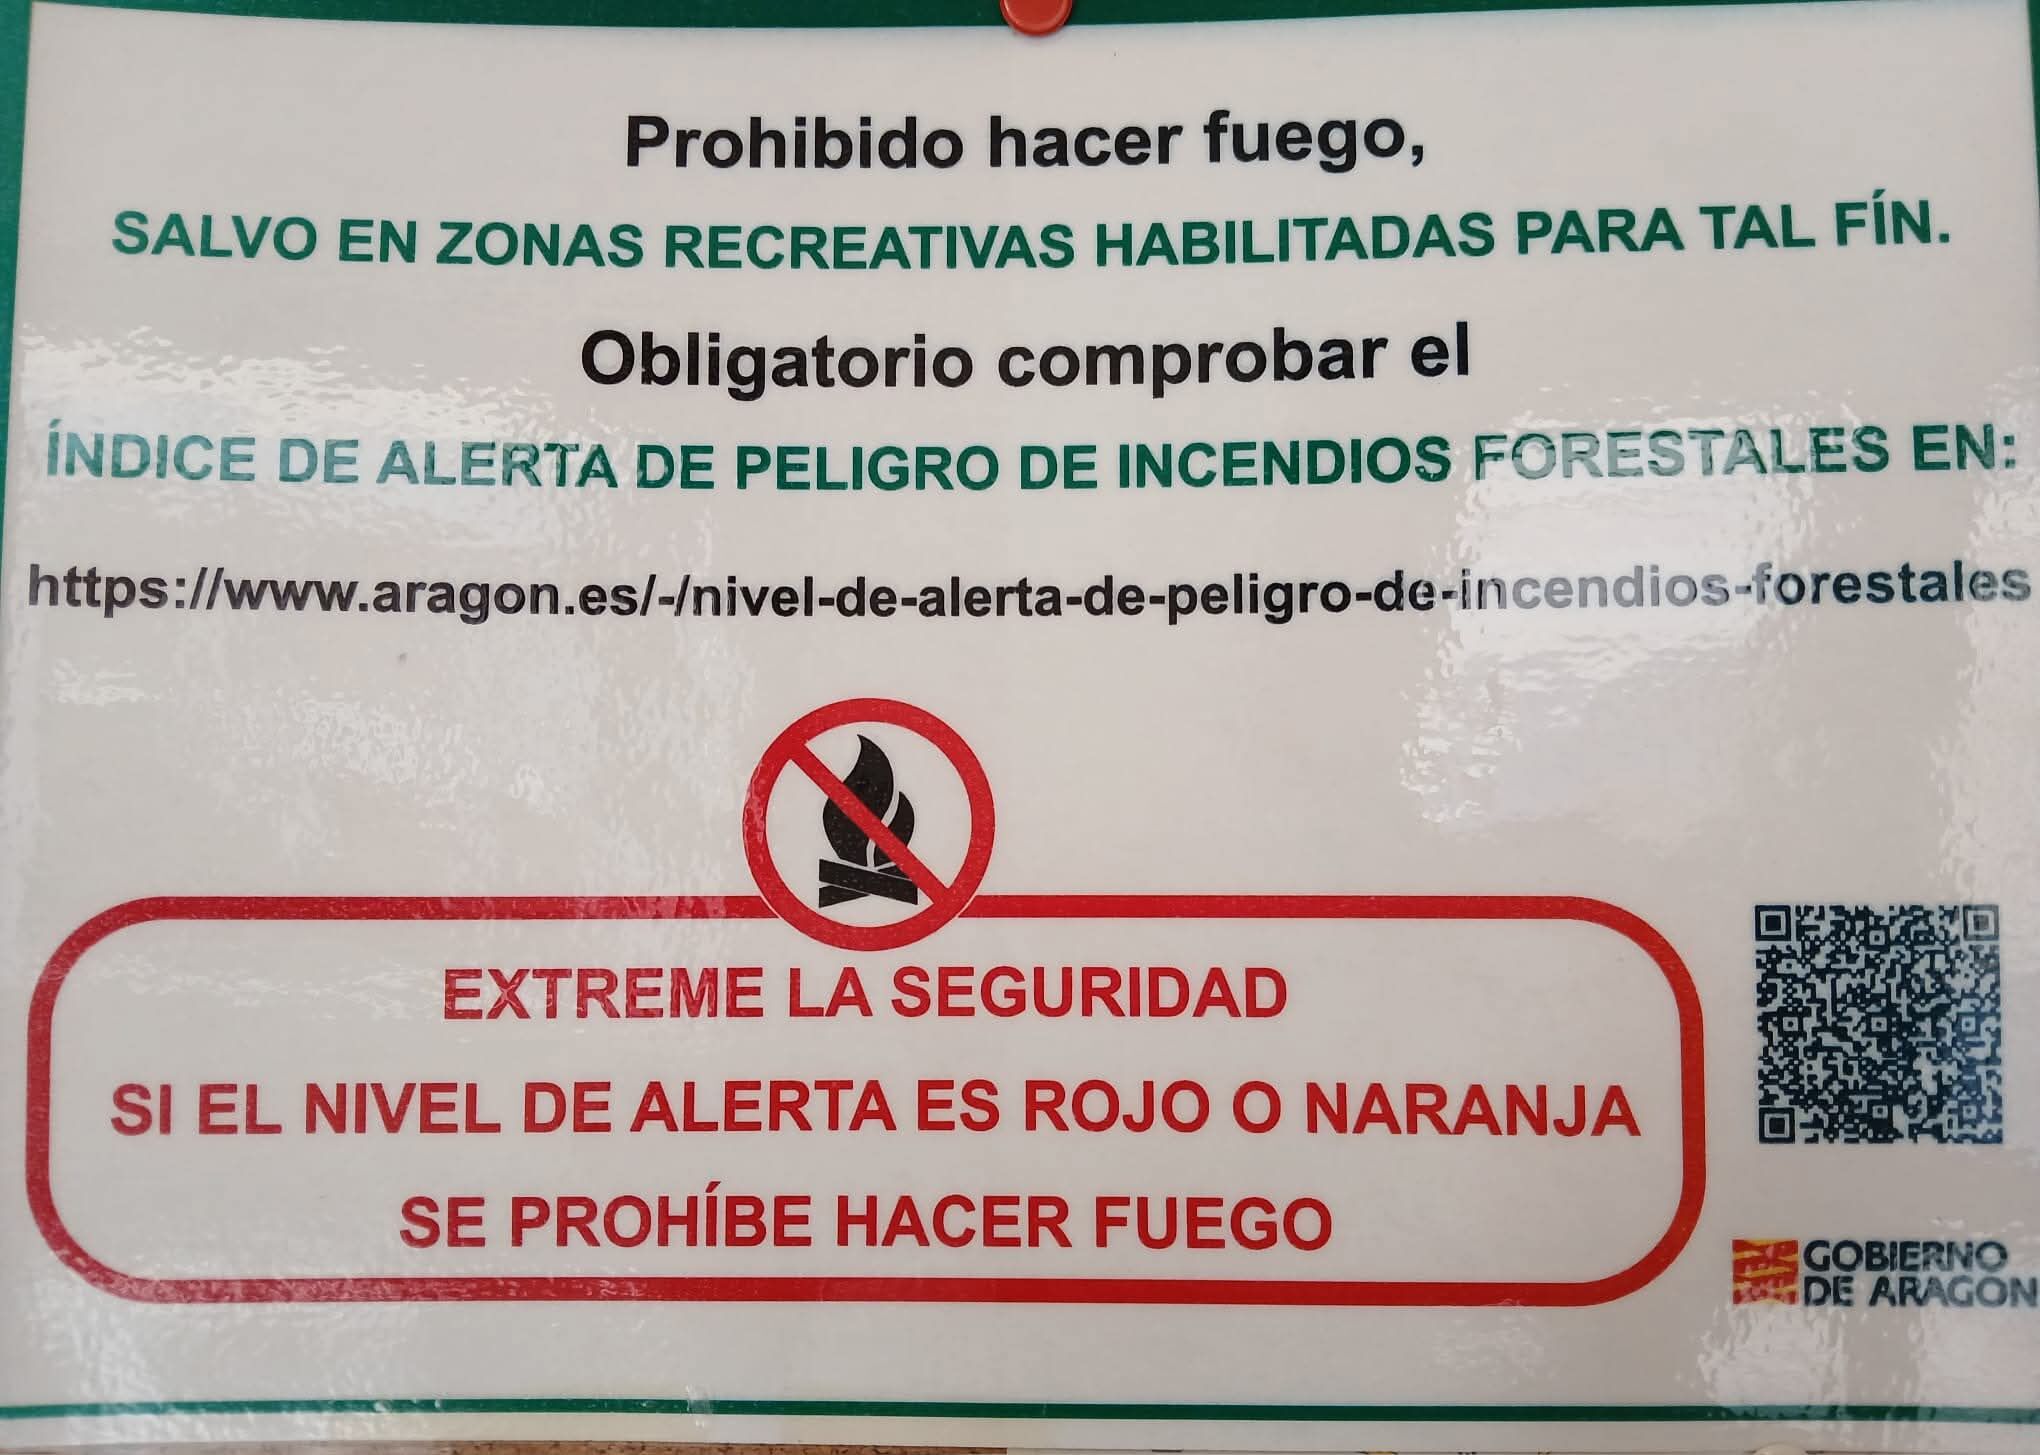 Prohibido hacer fuego,
SALVO EN ZONAS RECREATIVAS HABILITADAS PARA TAL FÍN.
Obligatorio comprobar el
ÍNDICE DE ALERTA DE PELIGRO DE INCENDIOS FORESTALES EN:
https://www.aragon.es/-/nivel-de-alerta-de-peligro-de-incendios-forestales
EXTREME LA SEGURIDAD
SI EL NIVEL DE ALERTA ES ROJO O NARANJA
SE PROHÍBE HACER FUEGO
GOBIERNO
DE ARAGON